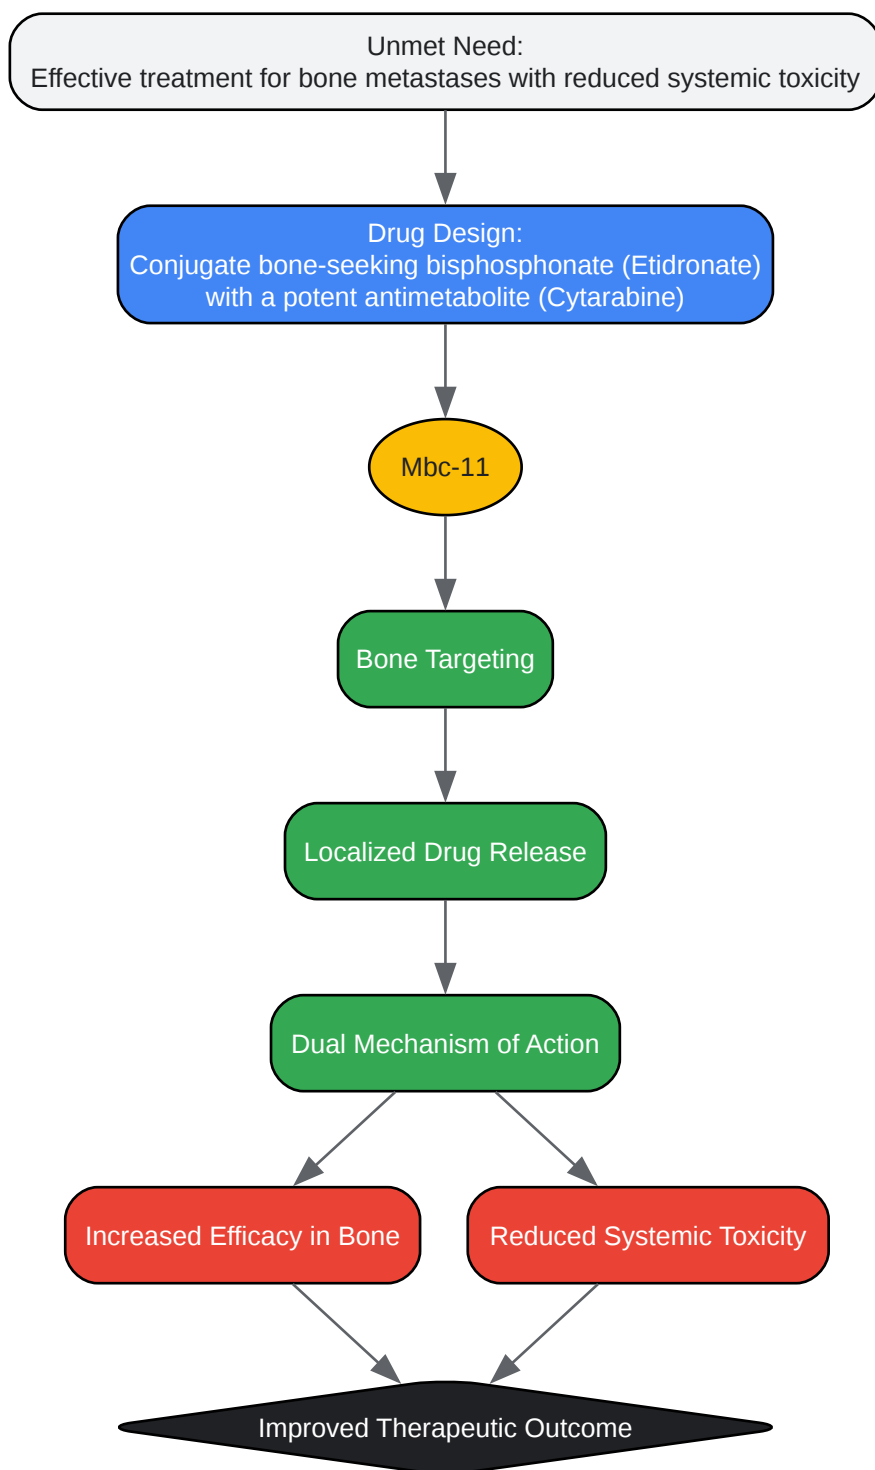 Unmet Need:
Effective treatment for bone metastases with reduced systemic toxicity
Drug Design:
Conjugate bone-seeking bisphosphonate (Etidronate)
with a potent antimetabolite (Cytarabine)
Mbc-11
Bone Targeting
Localized Drug Release
Dual Mechanism of Action
Increased Efficacy in Bone
Reduced Systemic Toxicity
Improved Therapeutic Outcome